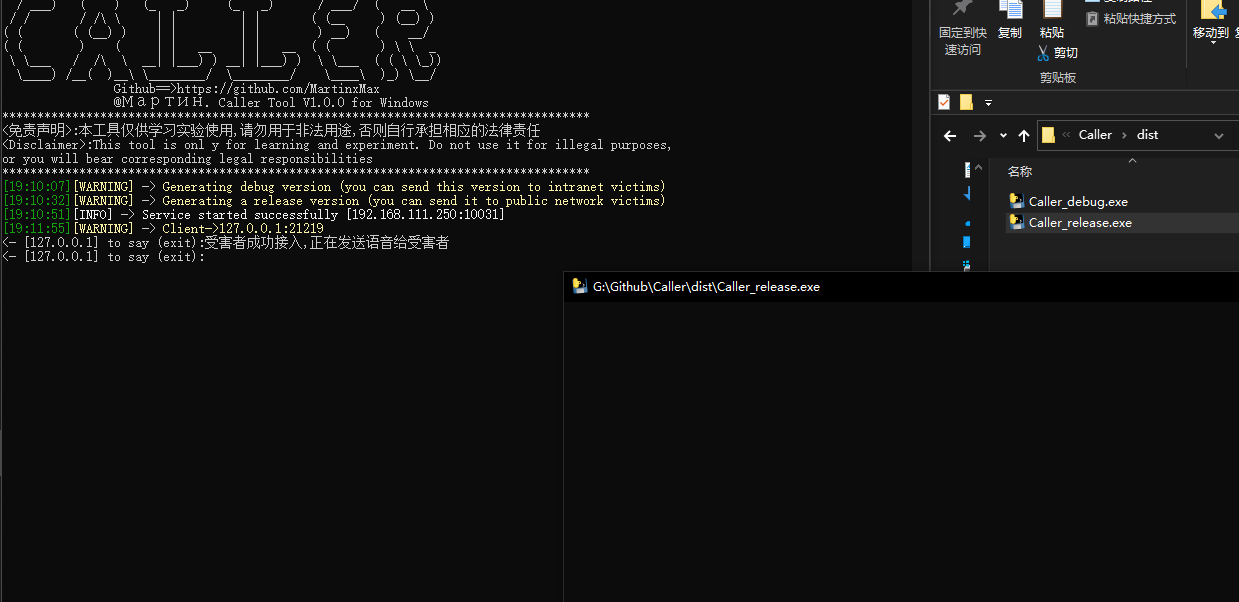 CALLER
Github==>https://github.com/MartinxMax
@Мартин. Caller Tool V1.0.0 for Windows
************************************************************************************
<免责声明>:本工具仅供学习实验使用,请勿用于非法用途,否则自行承担相应的法律责任
<Disclaimer>:This tool is onl y for learning and experiment. Do not use it for illegal purposes,
or you will bear corresponding legal responsibilities
************************************************************************************
[19:10:07][WARNING] -> Generating debug version (you can send this version to intranet victims)
[19:10:32][WARNING] -> Generating a release version (you can send it to public network victims)
[19:10:51][INFO] -> Service started successfully [192.168.111.250:10031]
[19:11:55][WARNING] -> Client->127.0.0.1:21219
<- [127.0.0.1] to say (exit):受害者成功接入,正在发送语音给受害者
<- [127.0.0.1] to say (exit):
固定到快
速访问
复制
粘贴
粘贴快捷方式
剪切
剪贴板
移动到
Caller
dist
名称
Caller_debug.exe
Caller_release.exe
G:\Github\Caller\dist\Caller_release.exe